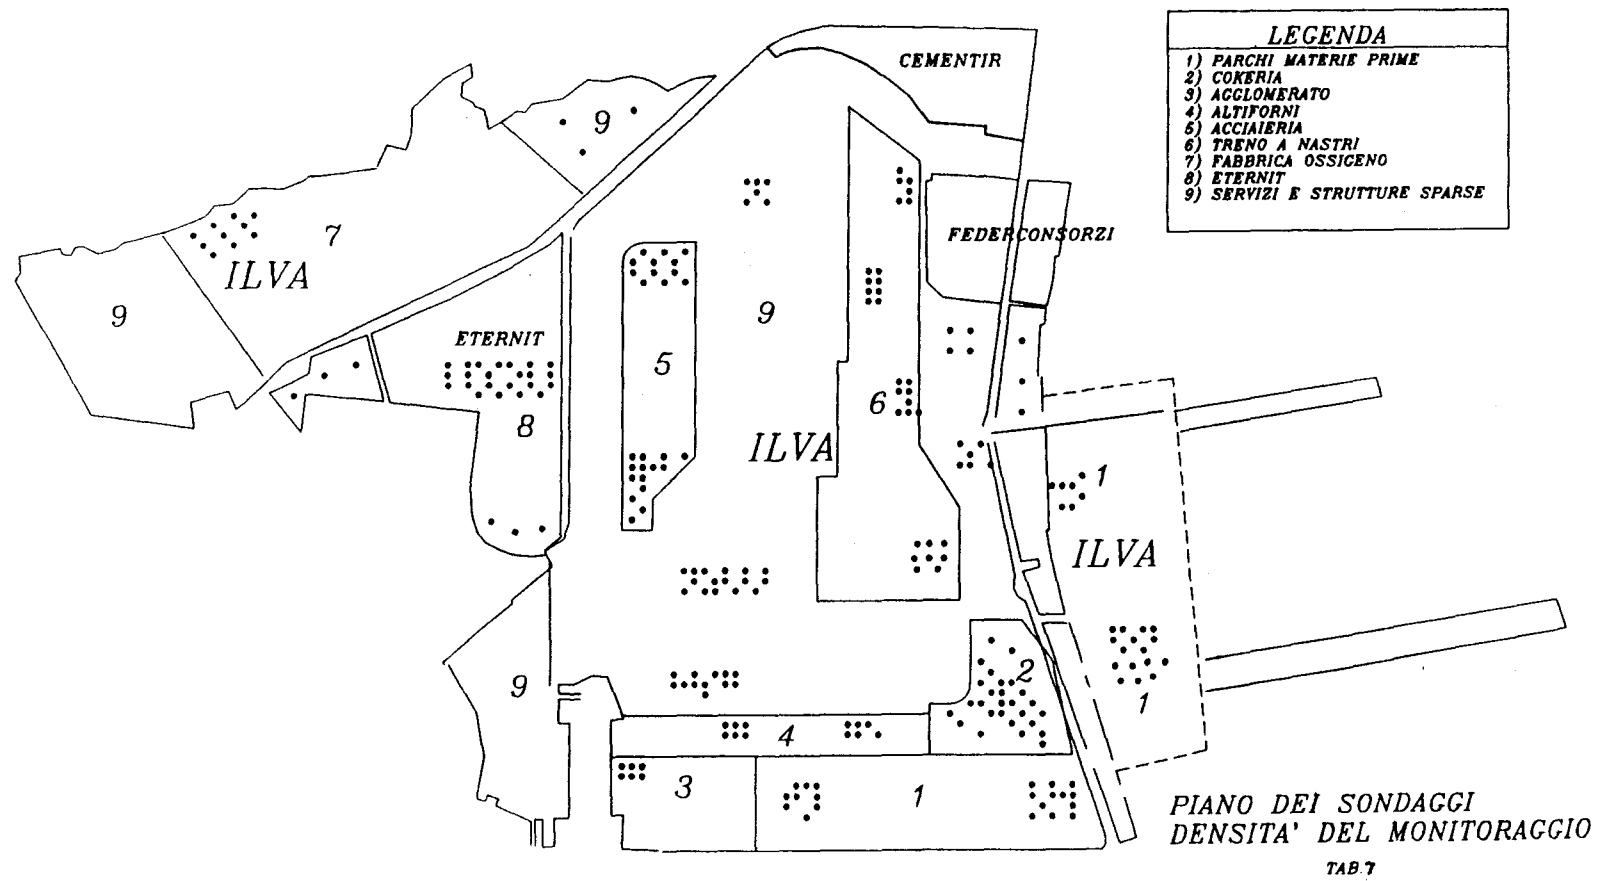 CEMENTIR
LEGENDA
1) PARCHI MATERIE PRIME
2) COKERIA
3) AGGLOMERATO
4) ALTIFORNI
5) ACCIAIERIA
6) TRENO A NASTRI
7) FABBRICA OSSIGENO
8) ETERNIT
9) SERVIZI E STRUTTURE SPARSE
9
7
ILVA
9
FEDERCONSORZI
9
ETERNIT
5
6
8
ILVA
1
ILVA
9
2
1
4
3
1
PIANO DEI SONDAGGI
DENSITA' DEL MONITORAGGIO
TAB.7